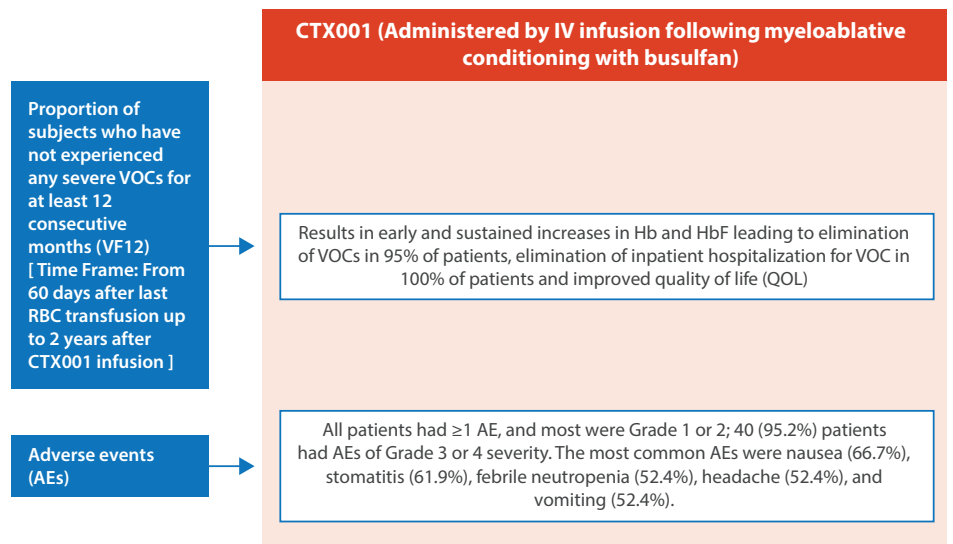 CTX001 (Administered by IV infusion following myeloablative
conditioning with busulfan)
Proportion of
subjects who have
not experienced
any severe VOCs for
at least 12
consecutive
months (VF12)
[ Time Frame: From
60 days after last
RBC transfusion up
to 2 years after
CTX001 infusion ]
Results in early and sustained increases in Hb and HbF leading to elimination
of VOCs in 95% of patients, elimination of inpatient hospitalization for VOC in
100% of patients and improved quality of life (QOL)
Adverse events
(AEs)
All patients had ≥1 AE, and most were Grade 1 or 2; 40 (95.2%) patients
had AEs of Grade 3 or 4 severity. The most common AEs were nausea (66.7%),
stomatitis (61.9%), febrile neutropenia (52.4%), headache (52.4%), and
vomiting (52.4%).